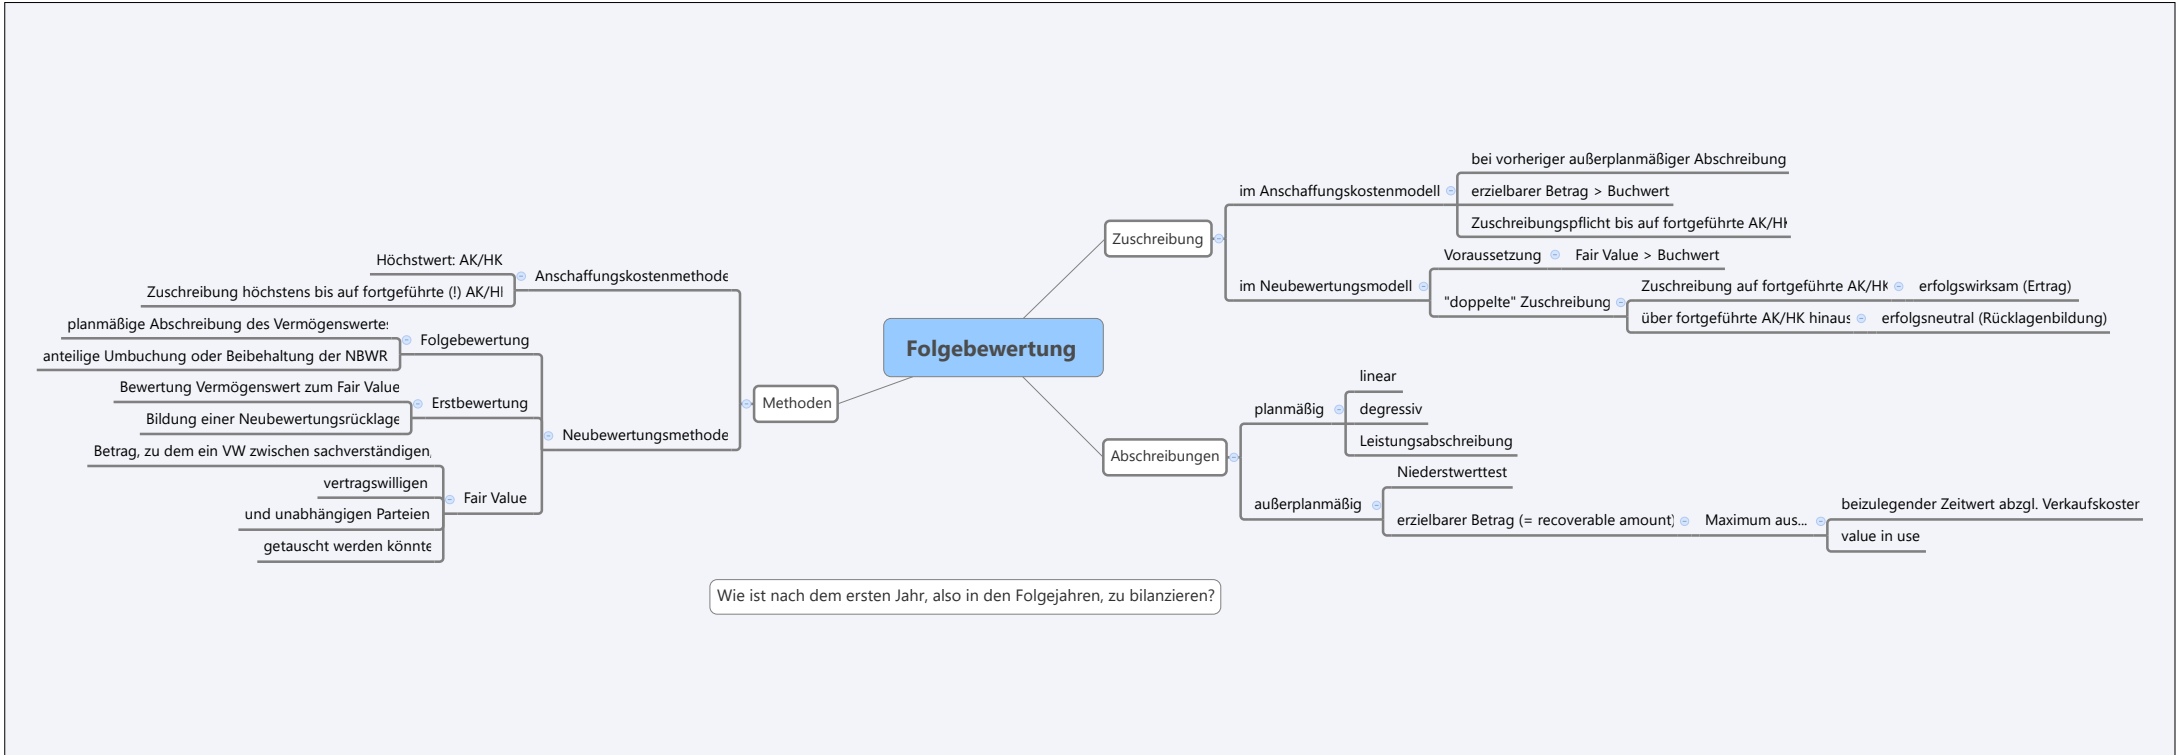 Folgebewertung
Zuschreibung
im Anschaffungskostenmodell
bei vorheriger außerplanmäßiger Abschreibung
erzielbarer Betrag > Buchwert
Zuschreibungspflicht bis auf fortgeführte AK/HK
im Neubewertungsmodell
Voraussetzung
Fair Value > Buchwert
"doppelte" Zuschreibung
Zuschreibung auf fortgeführte AK/HK
erfolgswirksam (Ertrag)
über fortgeführte AK/HK hinaus
erfolgsneutral (Rücklagenbildung)
Abschreibungen
planmäßig
linear
degressiv
Leistungsabschreibung
außerplanmäßig
Niederstwerttest
erzielbarer Betrag (= recoverable amount)
Maximum aus...
beizulegender Zeitwert abzgl. Verkaufskosten
value in use
Methoden
Anschaffungskostenmethode
Höchstwert: AK/HK
Zuschreibung höchstens bis auf fortgeführte (!) AK/HK
Neubewertungsmethode
Folgebewertung
planmäßige Abschreibung des Vermögenswertes
anteilige Umbuchung oder Beibehaltung der NBWR
Erstbewertung
Bewertung Vermögenswert zum Fair Value
Bildung einer Neubewertungsrücklage
Fair Value
Betrag, zu dem ein VW zwischen sachverständigen,
vertragswilligen
und unabhängigen Parteien
getauscht werden könnte
Wie ist nach dem ersten Jahr, also in den Folgejahren, zu bilanzieren?